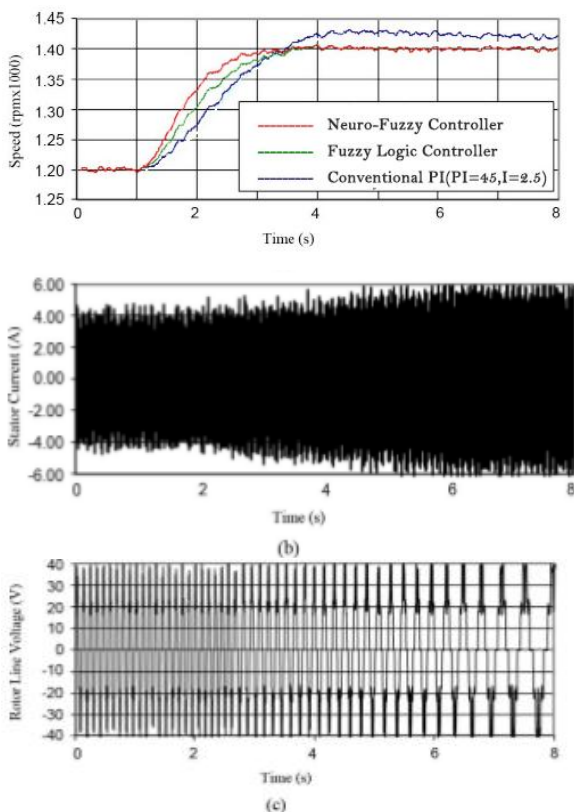 1.45
1.40
1.35
1.30
1.20
1.25
Speed (rpmx1000)
Neuro-Fuzzy Controller
Fuzzy Logic Controller
Conventional PI(PI=45,I=2.5)
0 2 4 6 8
Time (s)
6.00
4.00
2.00
0.00
-2.00
-4.00
-6.00
Stator Current (A)
0 2 4 6 8
Time (s)
(b)
40
30
20
10
0
-10
-20
-30
-40
Rotor Line Voltage (V)
0 2 4 6 8
Time (s)
(c)